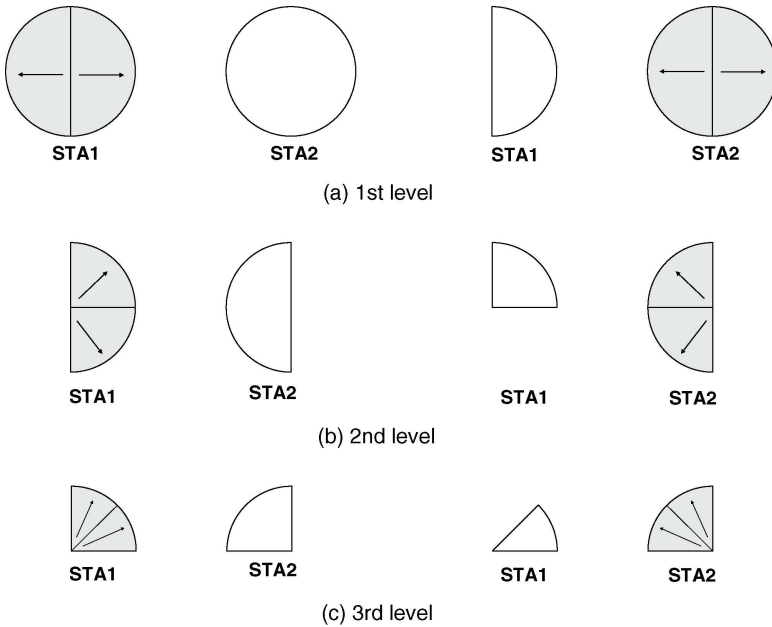 STA1 STA2 STA1 STA2
(a) 1st level
STA1 STA2 STA1 STA2
(b) 2nd level
STA1 STA2 STA1 STA2
(c) 3rd level